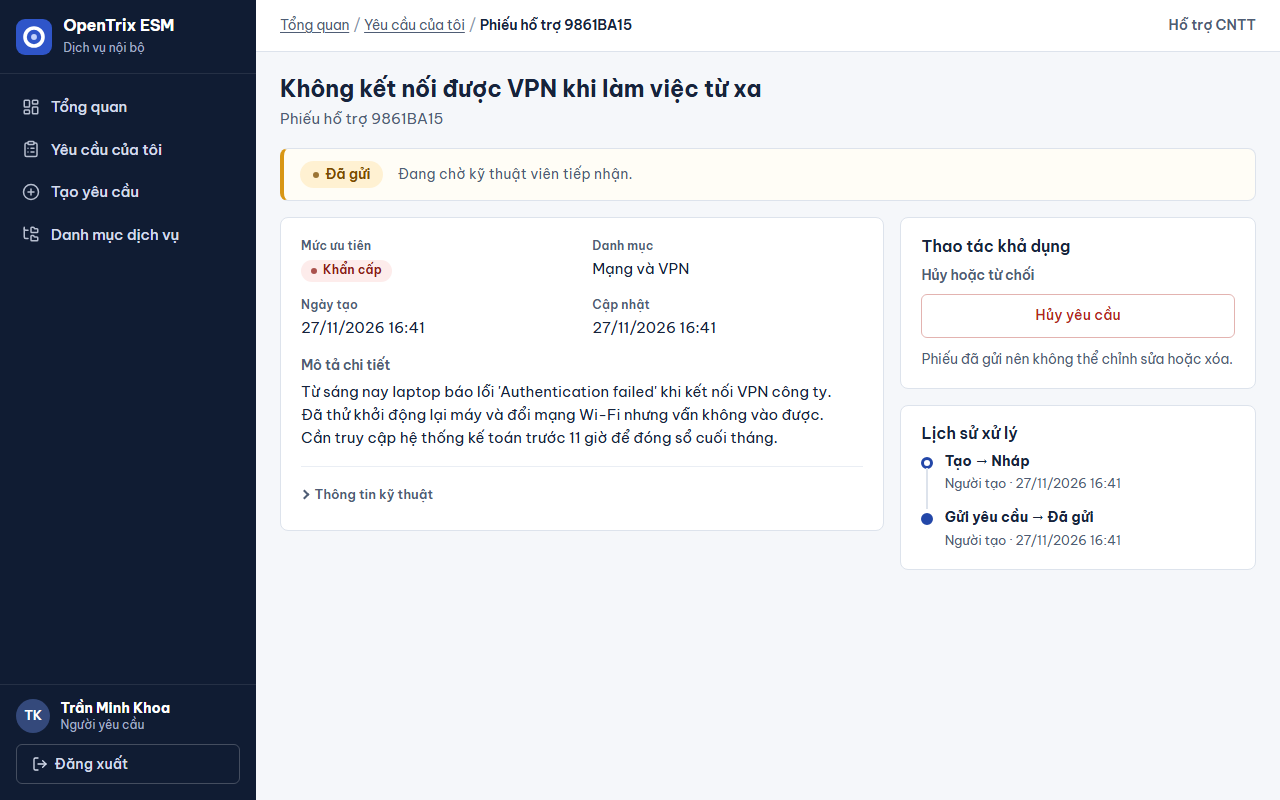 OpenTrix ESM
Dịch vụ nội bộ
Tổng quan
Yêu cầu của tôi
Tạo yêu cầu
Danh mục dịch vụ
TK
Trần Minh Khoa
Người yêu cầu
Đăng xuất
Tổng quan / Yêu cầu của tôi / Phiếu hỗ trợ 9861BA15
Hỗ trợ CNTT
Không kết nối được VPN khi làm việc từ xa
Phiếu hỗ trợ 9861BA15
Đã gửi
Đang chờ kỹ thuật viên tiếp nhận.
Mức ưu tiên
Khẩn cấp
Danh mục
Mạng và VPN
Ngày tạo
27/11/2026 16:41
Cập nhật
27/11/2026 16:41
Mô tả chi tiết
Từ sáng nay laptop báo lỗi 'Authentication failed' khi kết nối VPN công ty.
Đã thử khởi động lại máy và đổi mạng Wi-Fi nhưng vẫn không vào được.
Cần truy cập hệ thống kế toán trước 11 giờ để đóng sổ cuối tháng.
Thông tin kỹ thuật
Thao tác khả dụng
Hủy hoặc từ chối
Hủy yêu cầu
Phiếu đã gửi nên không thể chỉnh sửa hoặc xóa.
Lịch sử xử lý
Tạo → Nháp
Người tạo · 27/11/2026 16:41
Gửi yêu cầu → Đã gửi
Người tạo · 27/11/2026 16:41